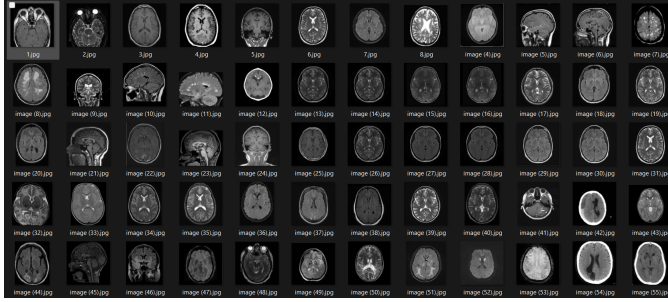 1.jpg
2.jpg
3.jpg
4.jpg
5.jpg
6.jpg
7.jpg
8.jpg
image (4).jpg
image (5).jpg
image (6).jpg
image (7).jpg
image (8).jpg
image (9).jpg
image (10).jpg
image (11).jpg
image (12).jpg
image (13).jpg
image (14).jpg
image (15).jpg
image (16).jpg
image (17).jpg
image (18).jpg
image (19).jp
image (20).jpg
image (21).jpg
image (22).jpg
image (23).jpg
image (24).jpg
image (25).jpg
image (26).jpg
image (27).jpg
image (28).jpg
image (29).jpg
image (30).jpg
image (31).jp
image (32).jpg
image (33).jpg
image (34).jpg
image (35).jpg
image (36).jpg
image (37).jpg
image (38).jpg
image (39).jpg
image (40).jpg
image (41).jpg
image (42).jpg
image (43).jp
image (44).jpg
image (45).jpg
image (46).jpg
image (47).jpg
image (48).jpg
image (49).jpg
image (50).jpg
image (51).jpg
image (52).jpg
image (53).jpg
image (54).jpg
image (55).jp